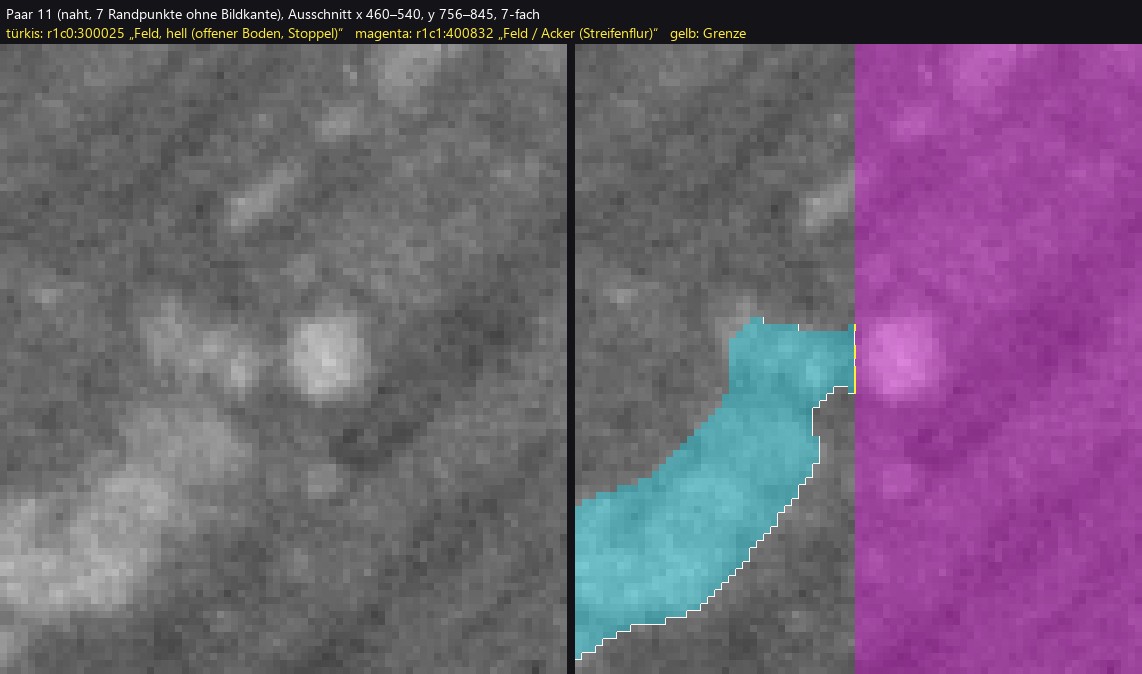 Paar 11 (naht, 7 Randpunkte ohne Bildkante), Ausschnitt x 460–540, y 756–845, 7-fach
türkis: r1c0:300025 „Feld, hell (offener Boden, Stoppel)“ magenta: r1c1:400832 „Feld / Acker (Streifenflur)“ gelb: Grenze